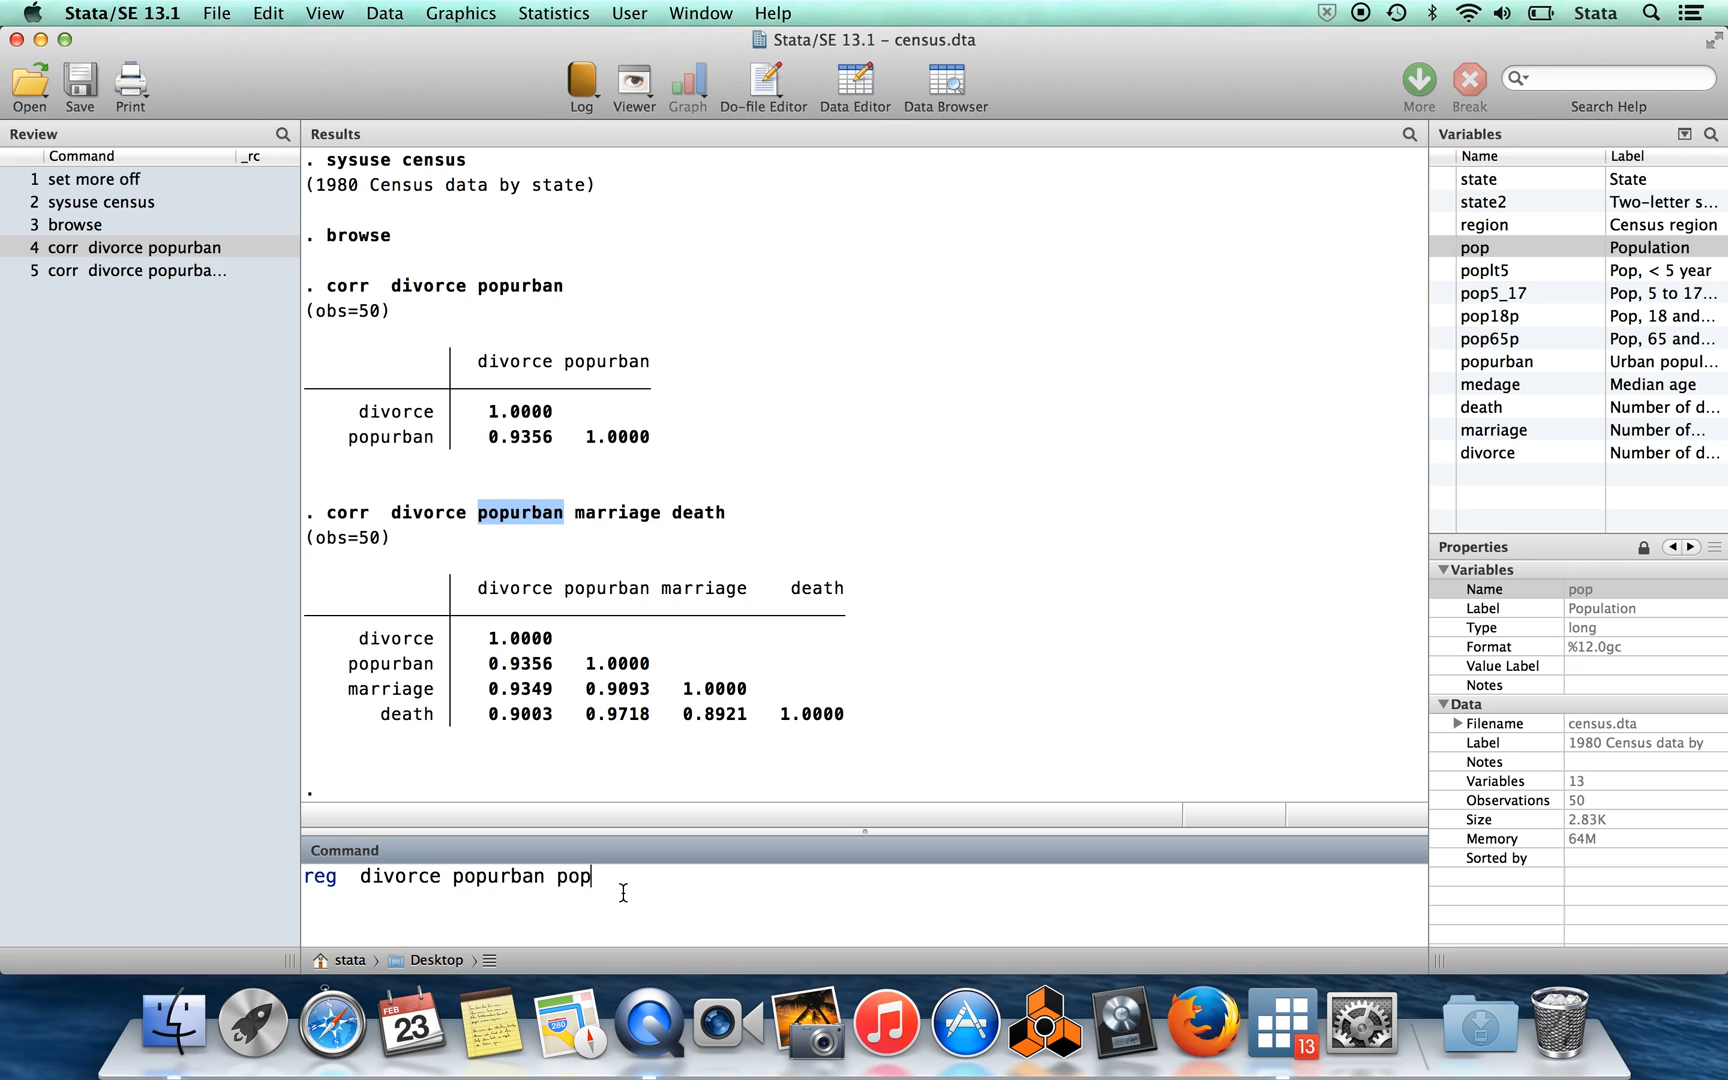 Stata/SE 13.1 File Edit View Data Graphics Statistics User Window Help Stata
Stata/SE 13.1 – census.dta
Open Save Print Log Viewer Graph Do-file Editor Data Editor Data Browser More Break Search Help
Review
Command _rc
1 set more off
2 sysuse census
3 browse
4 corr divorce popurban
5 corr divorce popurba...
Results
. sysuse census
(1980 Census data by state)
. browse
. corr  divorce popurban
(obs=50)
divorce popurban
divorce 1.0000
popurban 0.9356 1.0000
. corr  divorce popurban marriage death
(obs=50)
divorce popurban marriage death
divorce 1.0000
popurban 0.9356 1.0000
marriage 0.9349 0.9093 1.0000
death 0.9003 0.9718 0.8921 1.0000
.
Command
reg  divorce popurban pop
stata Desktop
Variables
Name Label
state State
state2 Two-letter s...
region Census region
pop Population
poplt5 Pop, < 5 year
pop5_17 Pop, 5 to 17...
pop18p Pop, 18 and...
pop65p Pop, 65 and...
popurban Urban popul...
medage Median age
death Number of d...
marriage Number of...
divorce Number of d...
Properties
Variables
Name pop
Label Population
Type long
Format %12.0gc
Value Label
Notes
Data
Filename census.dta
Label 1980 Census data by
Notes
Variables 13
Observations 50
Size 2.83K
Memory 64M
Sorted by
FEB
23
280
13